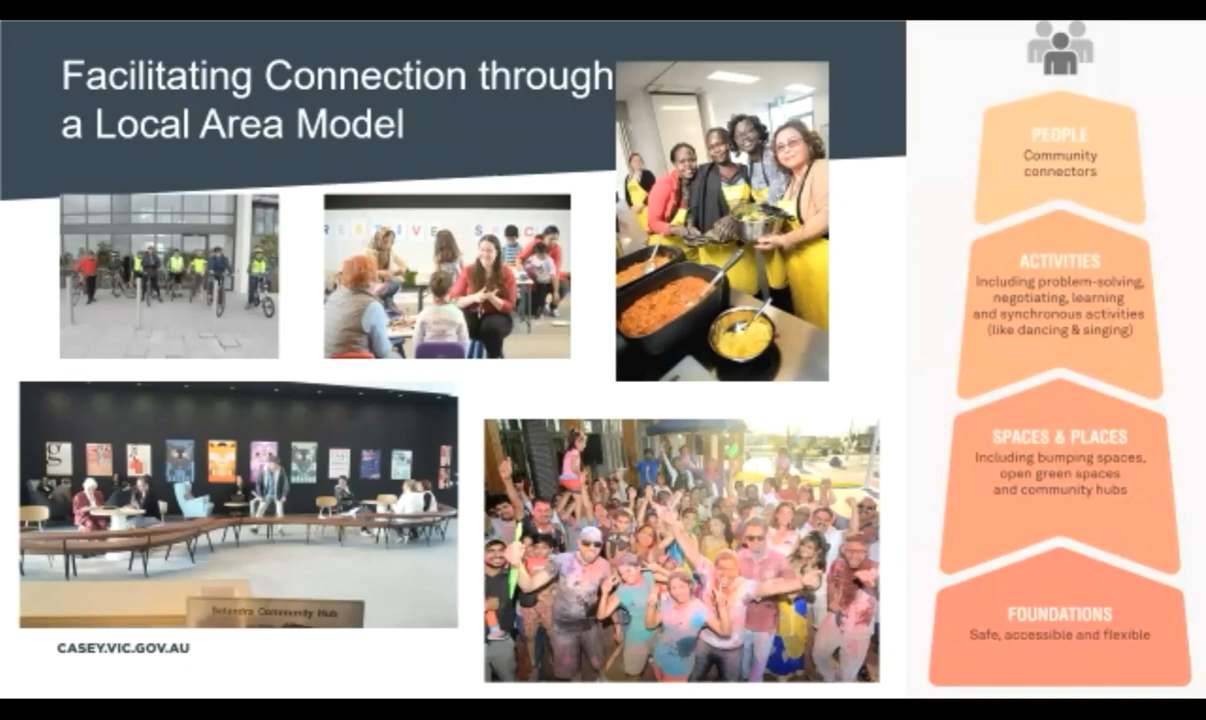 Facilitating Connection through
a Local Area Model
CASEY.VIC.GOV.AU
PEOPLE
Community
connectors
ACTIVITIES
Including problem-solving,
negotiating, learning
and synchronous activities
(like dancing & singing)
SPACES & PLACES
Including bumping spaces,
open green spaces
and community hubs
FOUNDATIONS
Safe, accessible and flexible
Community Hub